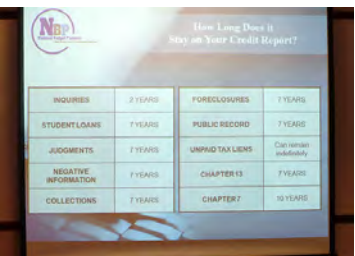 NBP
How Long Does it
Stay on Your Credit Report?
INQUIRIES 2 YEARS FORECLOSURES 7 YEARS
STUDENT LOANS 7 YEARS PUBLIC RECORD 7 YEARS
JUDGMENTS 7 YEARS UNPAID TAX LIENS Can remain
indefinitely
NEGATIVE
INFORMATION 7 YEARS CHAPTER 13 7 YEARS
COLLECTIONS 7 YEARS CHAPTER 7 10 YEARS